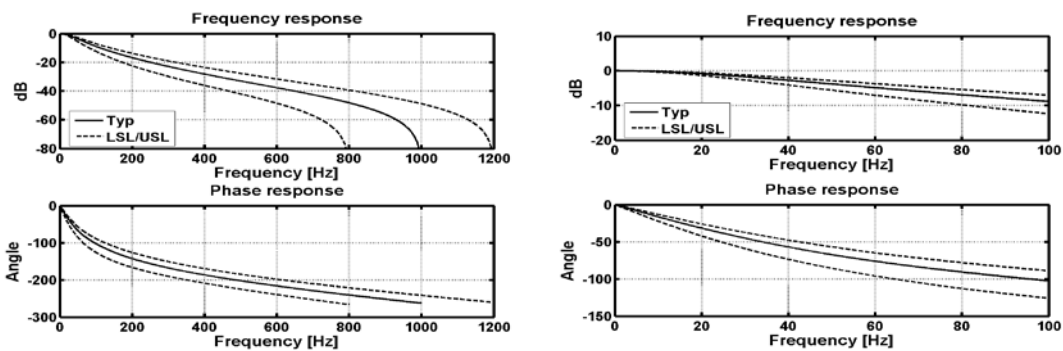 Frequency response
0
-20
-40
-60
-80
dB
Typ
LSL/USL
0 200 400 600 800 1000 1200
Frequency [Hz]
Phase response
0
-100
-200
-300
Angle
0 200 400 600 800 1000 1200
Frequency [Hz]
Frequency response
10
0
-10
-20
dB
Typ
LSL/USL
0 20 40 60 80 100
Frequency [Hz]
Phase response
0
-50
-100
-150
Angle
0 20 40 60 80 100
Frequency [Hz]